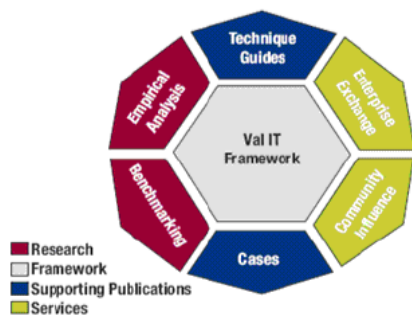 Technique
Guides
Empirical
Analysis
Enterprise
Exchange
Val IT
Framework
Benchmarking
Community
Influence
Cases
Research
Framework
Supporting Publications
Services